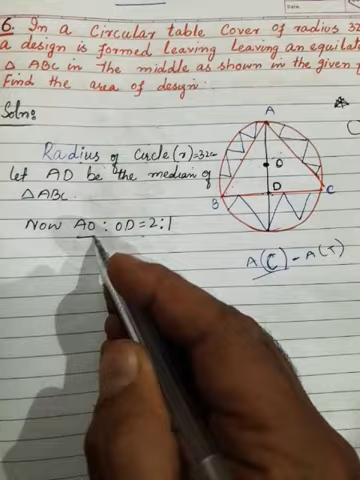 6. In a Circular table Cover of radius 32
a design is formed leaving leaving an equilat
Δ ABC in the middle as shown in the given
Find the area of design.
Soln:
A
Radius of Circle (r) = 32cm
let AD be the median of
ΔABC.
O
D
B
C
Now AO : OD = 2:1
A(C) - A(T)